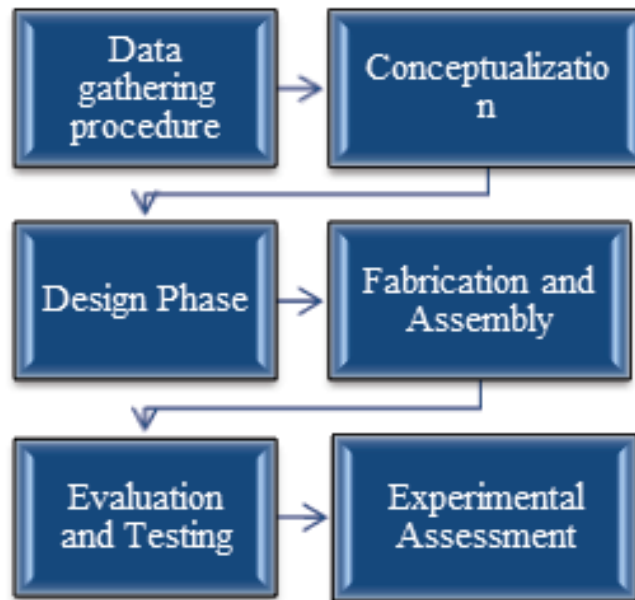 Data
gathering
procedure
Conceptualizatio
n
Design Phase
Fabrication and
Assembly
Evaluation
and Testing
Experimental
Assessment